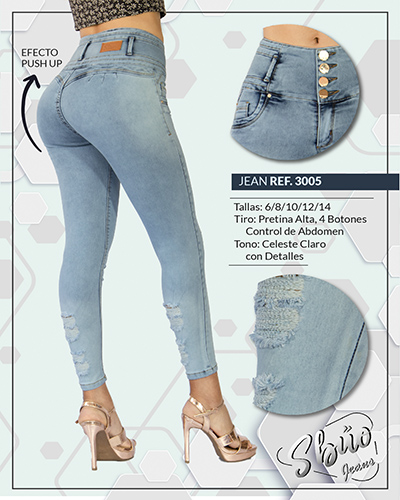 EFECTO
PUSH UP
JEAN REF. 3005
Tallas: 6/8/10/12/14
Tiro: Pretina Alta, 4 Botones
Control de Abdomen
Tono: Celeste Claro
con Detalles
Sbüo
Jeans